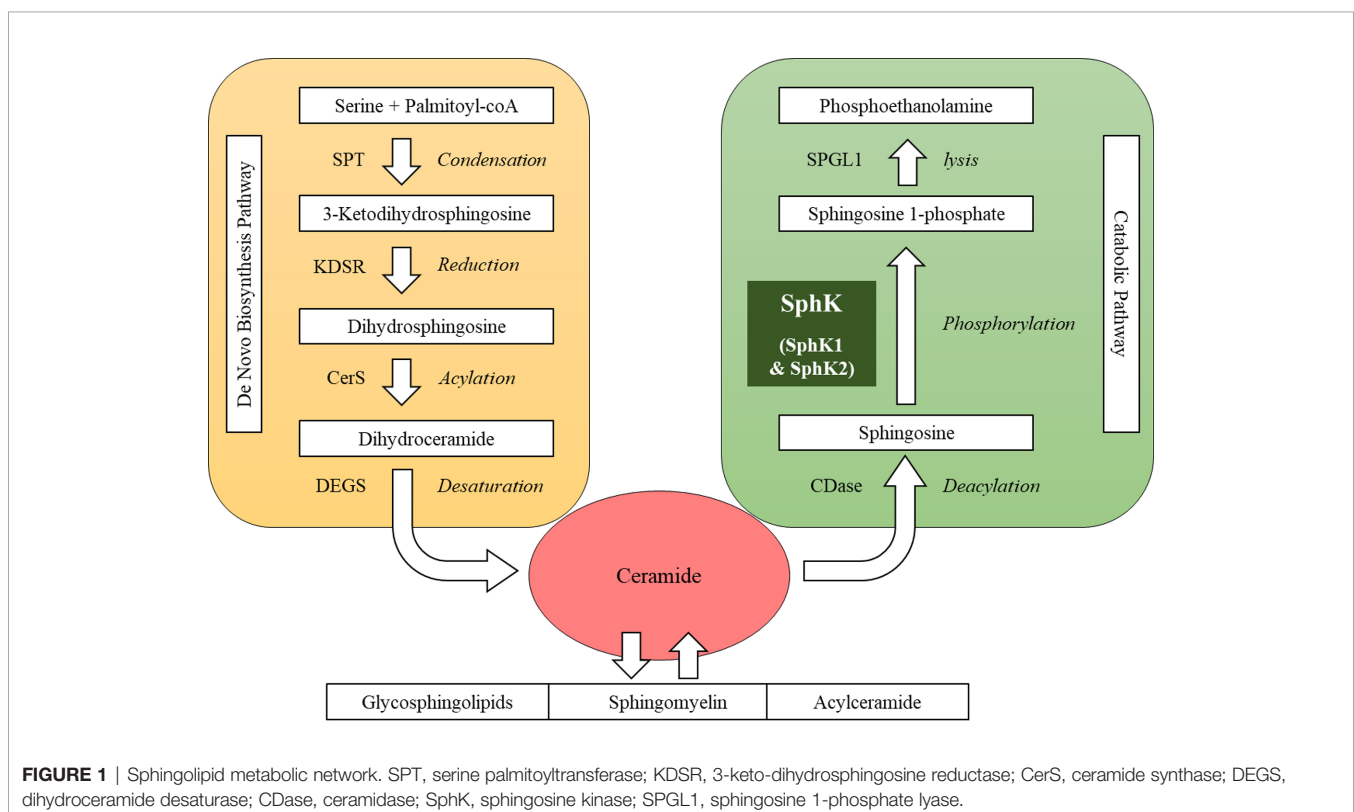 De Novo Biosynthesis Pathway
Serine + Palmitoyl-coA
SPT
Condensation
3-Ketodihydrosphingosine
KDSR
Reduction
Dihydrosphingosine
CerS
Acylation
Dihydroceramide
DEGS
Desaturation
Phosphoethanolamine
SPGL1
lysis
Sphingosine 1-phosphate
SphK
(SphK1
& SphK2)
Phosphorylation
Sphingosine
CDase
Deacylation
Catabolic Pathway
Ceramide
Glycosphingolipids
Sphingomyelin
Acylceramide
FIGURE 1 | Sphingolipid metabolic network. SPT, serine palmitoyltransferase; KDSR, 3-keto-dihydrosphingosine reductase; CerS, ceramide synthase; DEGS,
dihydroceramide desaturase; CDase, ceramidase; SphK, sphingosine kinase; SPGL1, sphingosine 1-phosphate lyase.